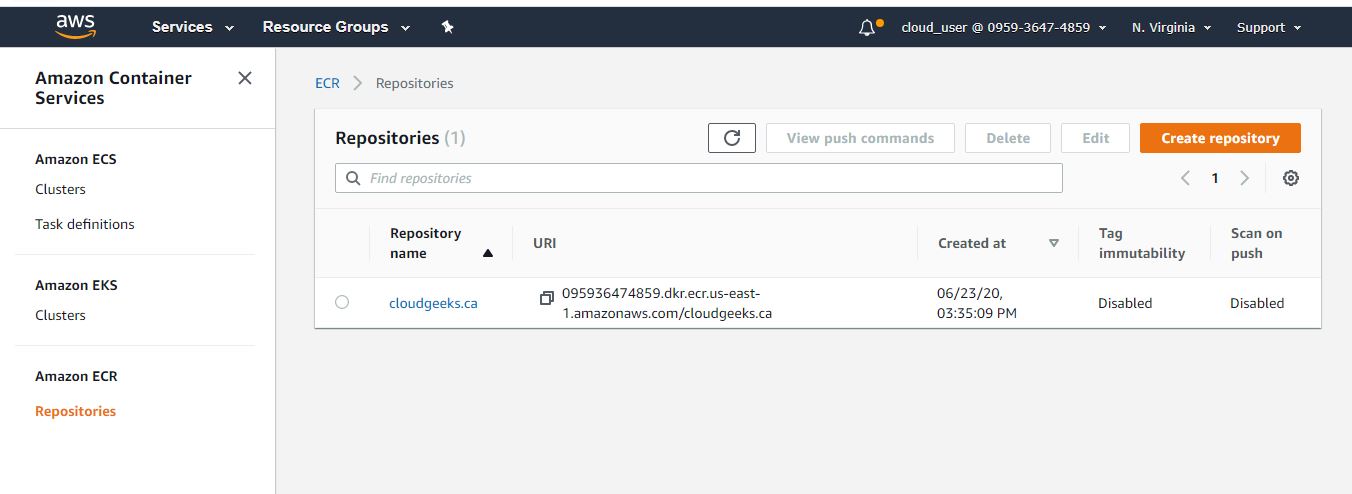 aws
Services
Resource Groups
cloud_user @ 0959-3647-4859
N. Virginia
Support
Amazon Container
Services
Amazon ECS
Clusters
Task definitions
Amazon EKS
Clusters
Amazon ECR
Repositories
ECR
Repositories
Repositories (1)
View push commands
Delete
Edit
Create repository
Find repositories
1
Repository
name
URI
Created at
Tag
immutability
Scan on
push
cloudgeeks.ca
095936474859.dkr.ecr.us-east-
1.amazonaws.com/cloudgeeks.ca
06/23/20,
03:35:09 PM
Disabled
Disabled